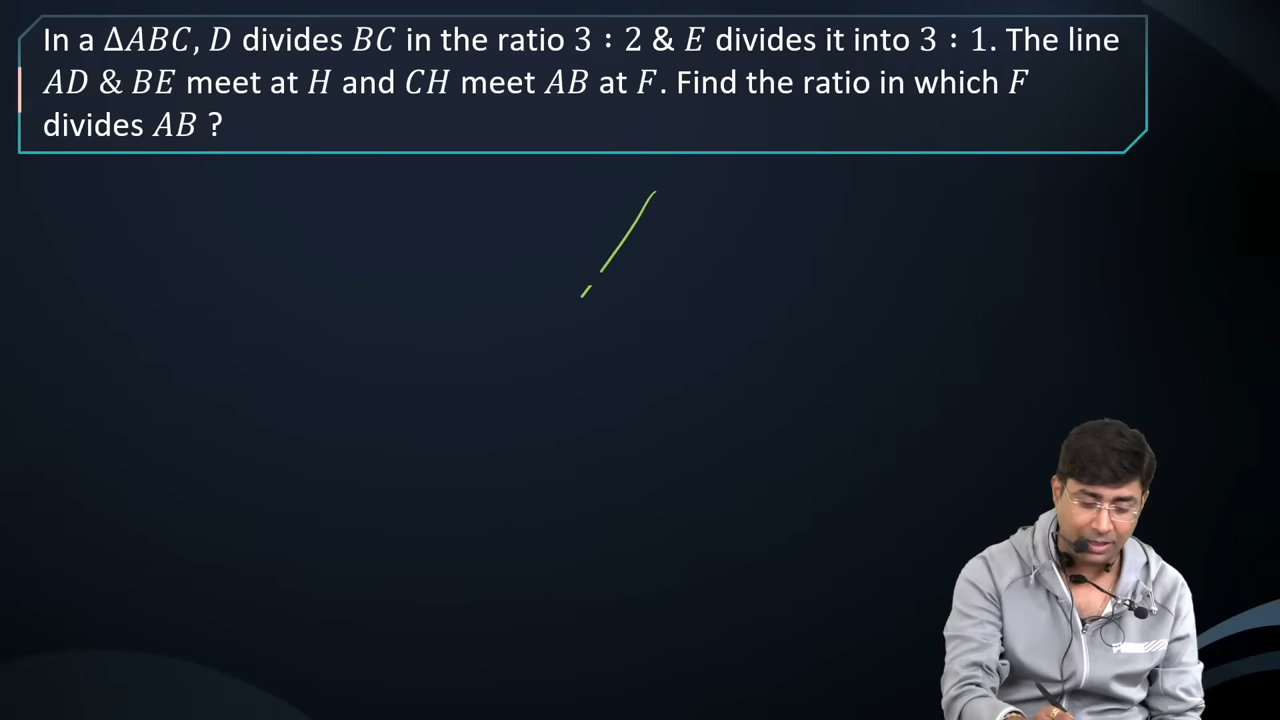 In a ΔABC, D divides BC in the ratio 3 : 2 & E divides it into 3 : 1. The line
AD & BE meet at H and CH meet AB at F. Find the ratio in which F
divides AB ?